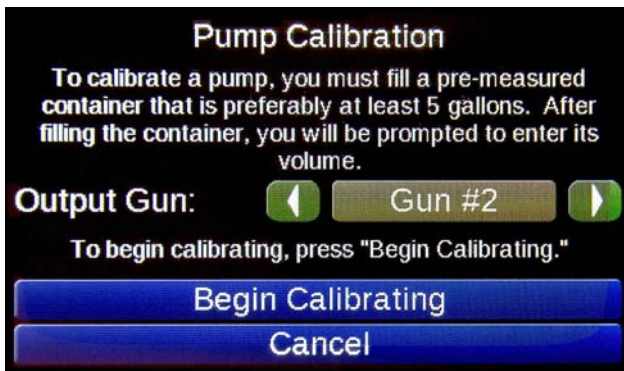 Pump Calibration
To calibrate a pump, you must fill a pre-measured
container that is preferably at least 5 gallons. After
filling the container, you will be prompted to enter its
volume.
Output Gun: Gun #2
To begin calibrating, press "Begin Calibrating."
Begin Calibrating
Cancel